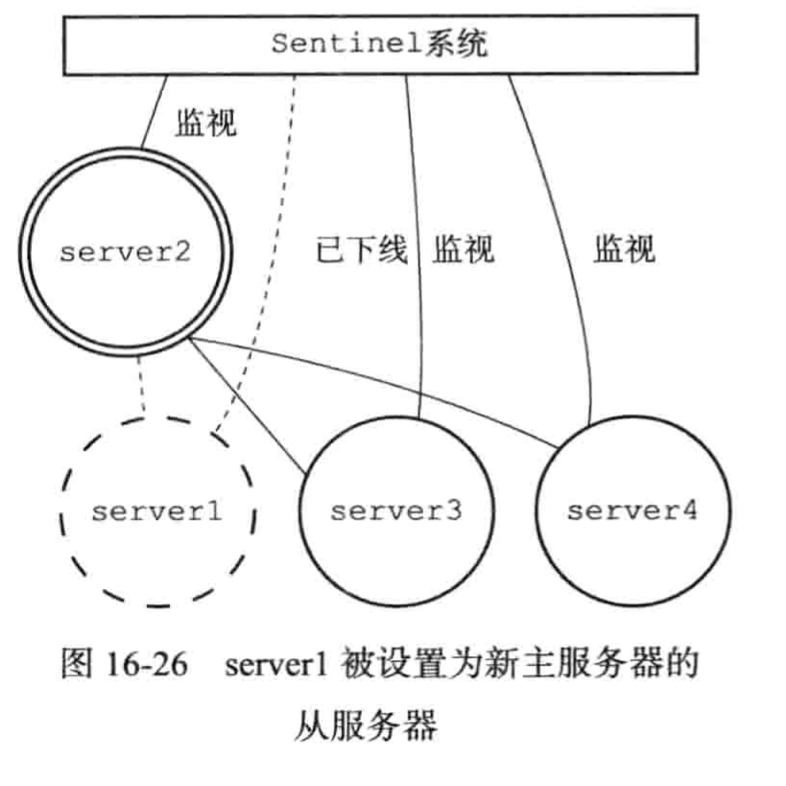 Sentinel系统
监视
server2
已下线
监视
监视
server1
server3
server4
图 16-26 server1 被设置为新主服务器的
从服务器